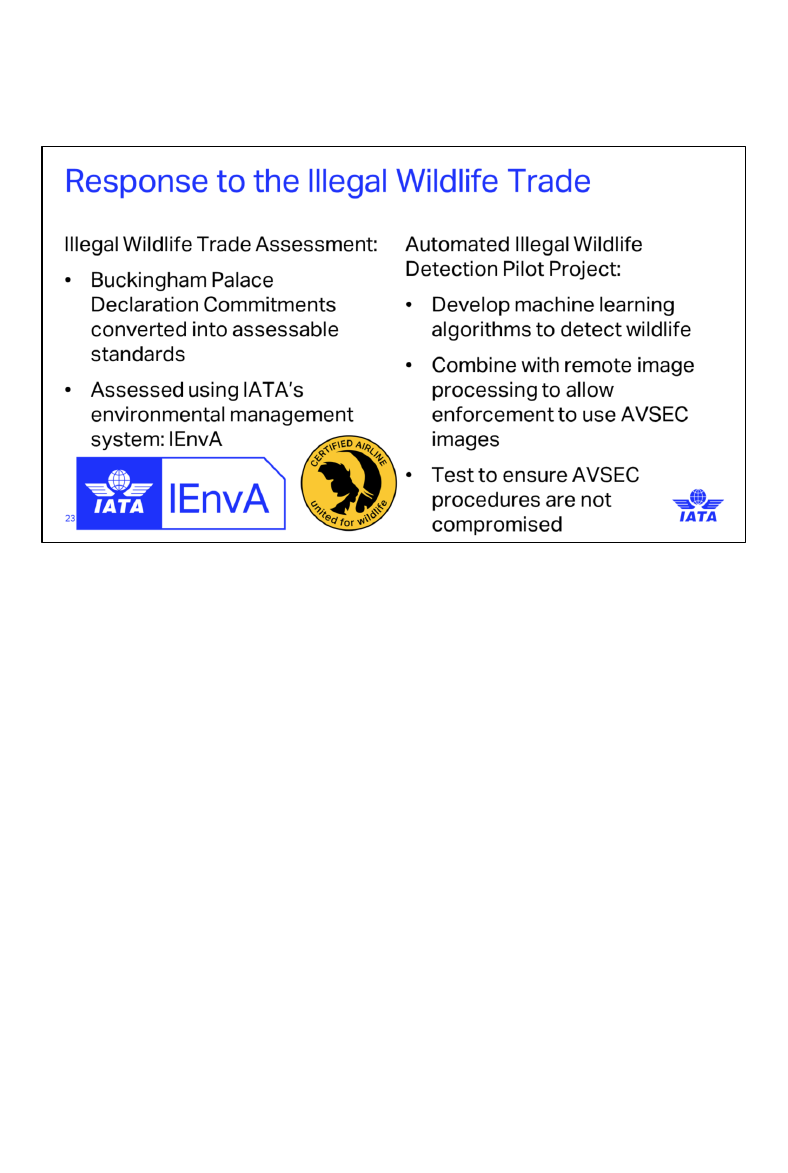 Response to the Illegal Wildlife Trade
Illegal Wildlife Trade Assessment:
• Buckingham Palace
Declaration Commitments
converted into assessable
standards
• Assessed using IATA's
environmental management
system: IEnvA
IATA
IEnvA
CERTIFIED AIRLINE
united for wildlife
23
Automated Illegal Wildlife
Detection Pilot Project:
• Develop machine learning
algorithms to detect wildlife
• Combine with remote image
processing to allow
enforcement to use AVSEC
images
• Test to ensure AVSEC
procedures are not
compromised
IATA